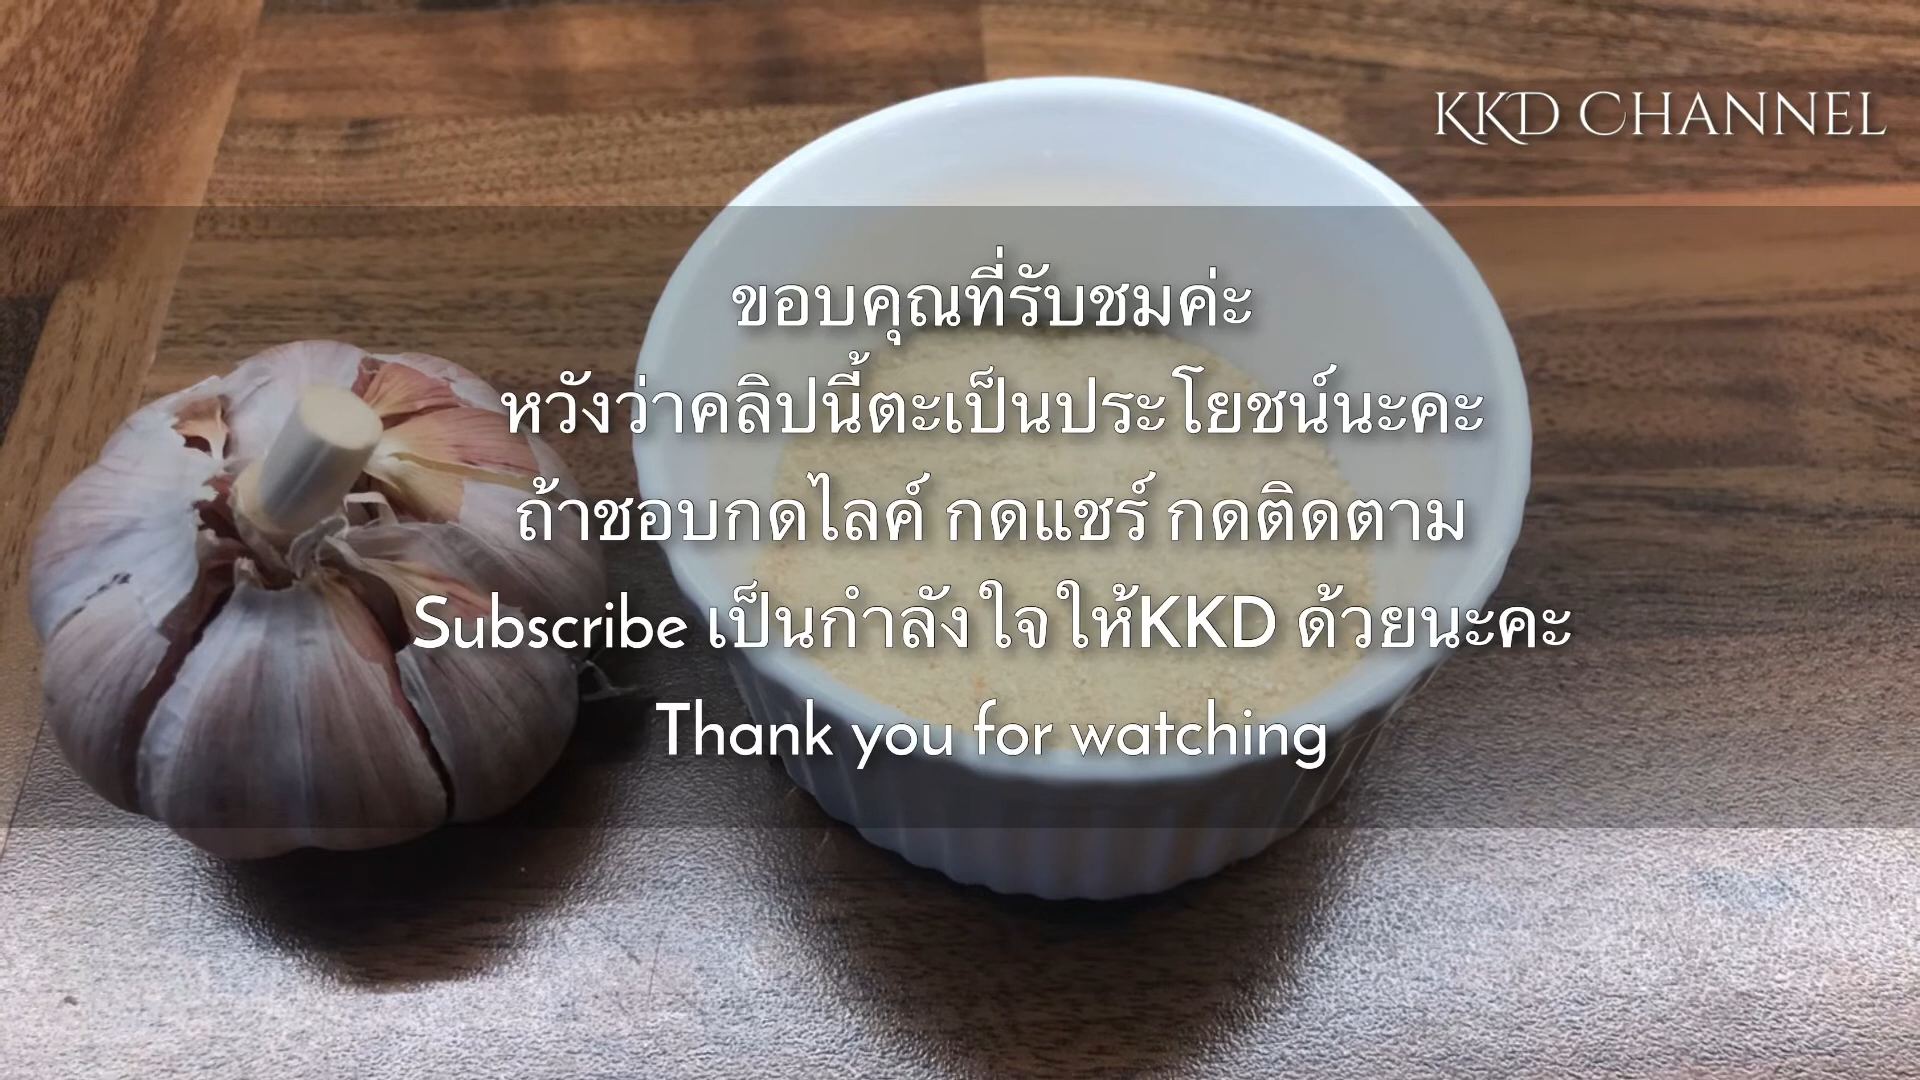 KKD CHANNEL
ขอบคุณที่รับชมค่ะ
หวังว่าคลิปนี้ตะเป็นประโยชน์นะคะ
ถ้าชอบกดไลค์ กดแชร์ กดติดตาม
Subscribe เป็นกำลังใจให้KKD ด้วยนะคะ
Thank you for watching